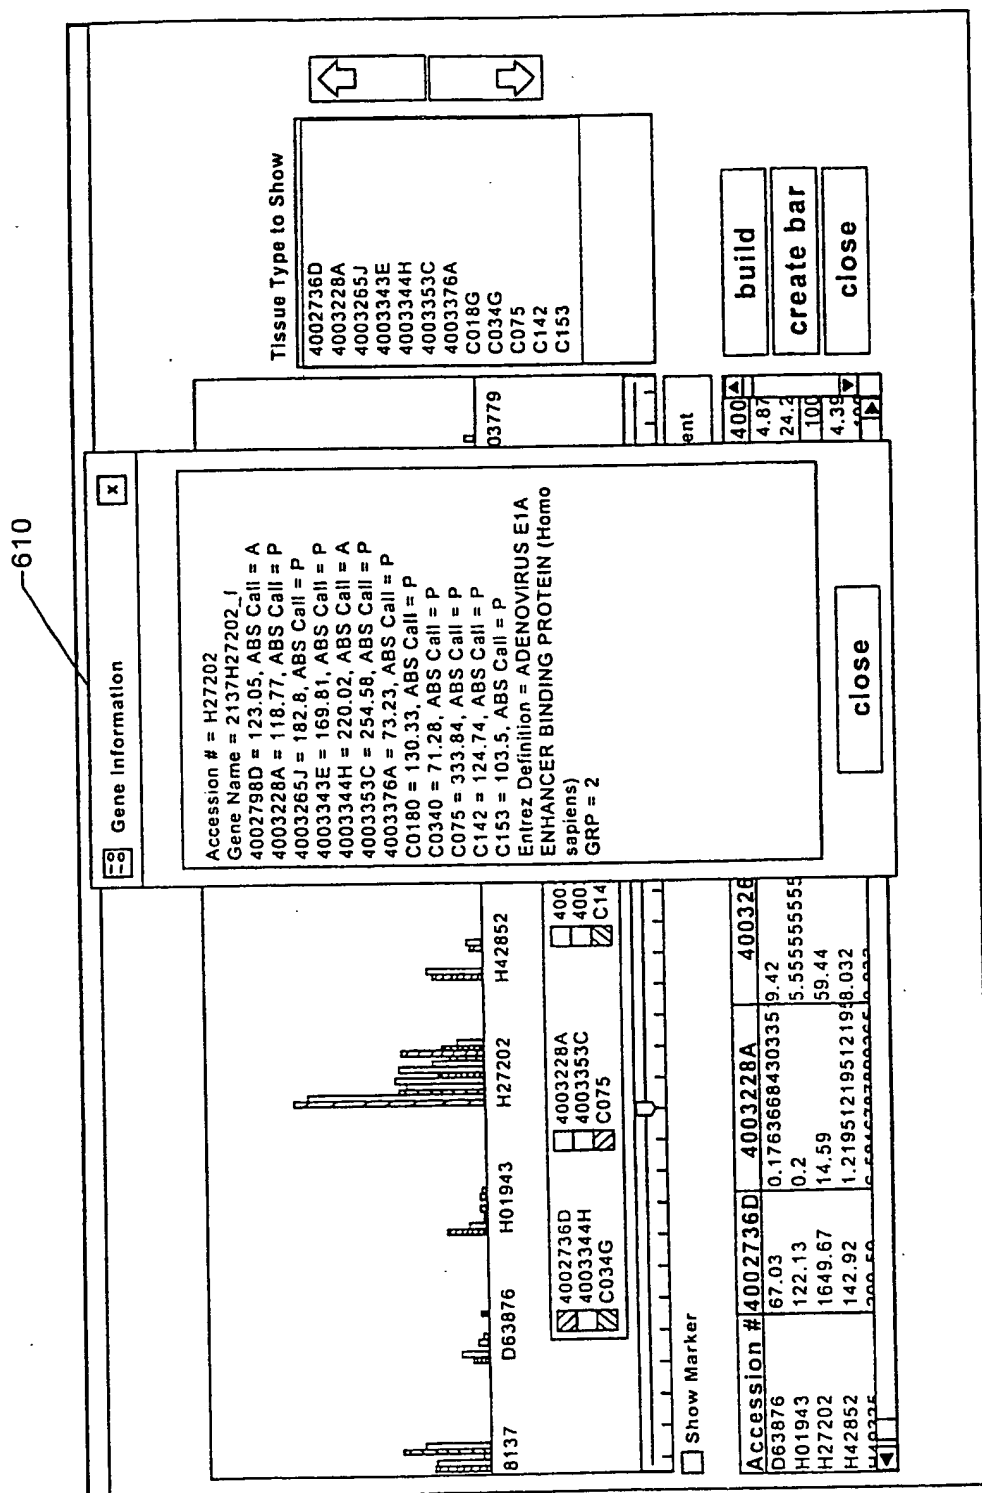 610
Gene Information
x
Accession # = H27202
Gene Name = 2137H27202_I
4002798D = 123.05, ABS Call = A
4003228A = 118.77, ABS Call = P
4003265J = 182.8, ABS Call = P
4003343E = 169.81, ABS Call = P
4003344H = 220.02, ABS Call = A
4003353C = 254.58, ABS Call = P
4003376A = 73.23, ABS Call = P
C0180 = 130.33, ABS Call = P
C0340 = 71.28, ABS Call = P
C075 = 333.84, ABS Call = P
C142 = 124.74, ABS Call = P
C153 = 103.5, ABS Call = P
Entrez Definition = ADENOVIRUS E1A
ENHANCER BINDING PROTEIN (Homo
sapiens)
GRP = 2
close
Tissue Type to Show
4002736D
4003228A
4003265J
4003343E
4003344H
4003353C
4003376A
C018G
C034G
C075
C142
C153
build
create bar
close
8137 D63876 H01943 H27202 H42852 03779
4002736D 4003228A 400
4003344H 4003353C 400
C034G C075 C14
Show Marker
ent
Accession # 4002736D 4003228A 400326 400
D63876 67.03 0.1763668430335 9.42 4.87
H01943 122.13 0.2 5.5555555555 24.2
H27202 1649.67 14.59 59.44 100
H42852 142.92 1.2195121951219 58.032 4.39